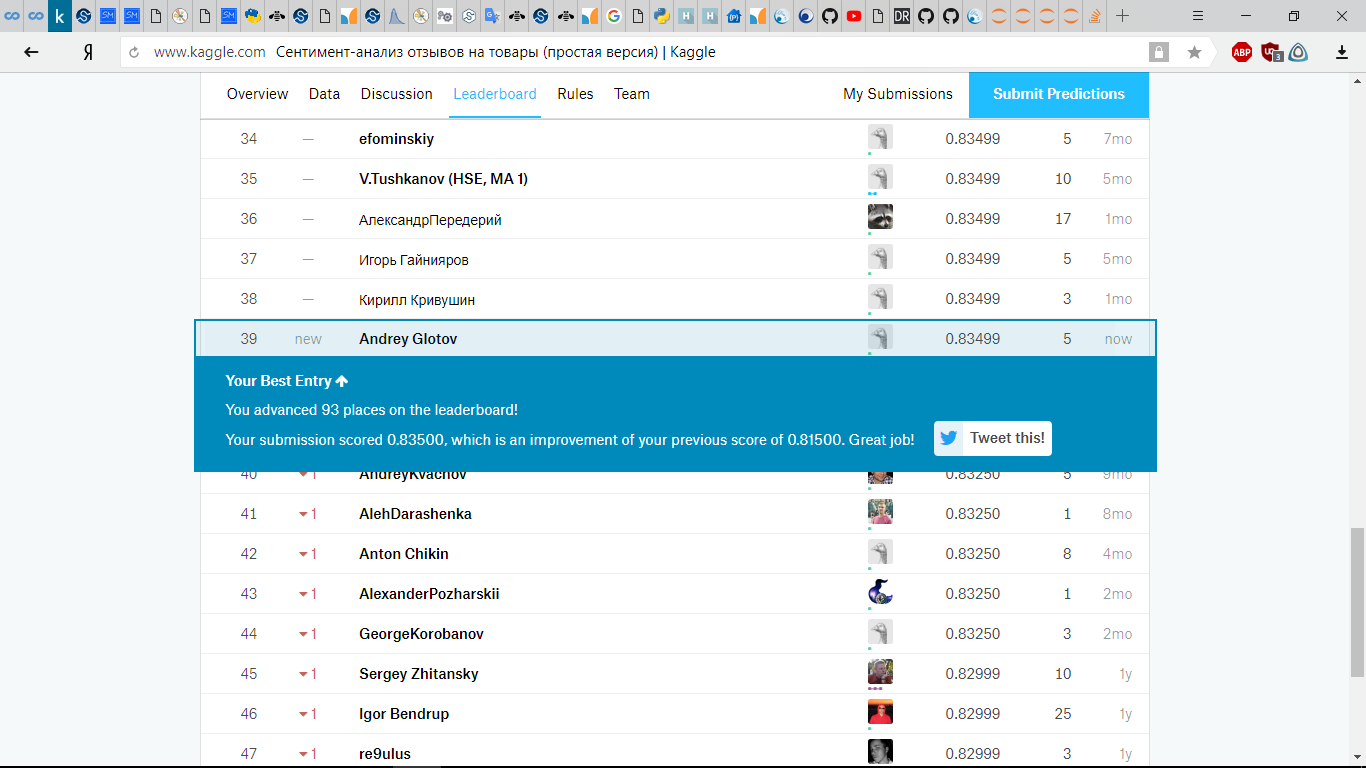 www.kaggle.com Сентимент-анализ отзывов на товары (простая версия) | Kaggle
Overview Data Discussion Leaderboard Rules Team My Submissions Submit Predictions
34 — efominskiy 0.83499 5 7mo
35 — V.Tushkanov (HSE, MA 1) 0.83499 10 5mo
36 — АлександрПередерий 0.83499 17 1mo
37 — Игорь Гайнияров 0.83499 5 5mo
38 — Кирилл Кривушин 0.83499 3 1mo
39 new Andrey Glotov 0.83499 5 now
Your Best Entry
You advanced 93 places on the leaderboard!
Your submission scored 0.83500, which is an improvement of your previous score of 0.81500. Great job! Tweet this!
40 1 AndreyKvachov 0.83250 5 9mo
41 1 AlehDarashenka 0.83250 1 8mo
42 1 Anton Chikin 0.83250 8 4mo
43 1 AlexanderPozharskii 0.83250 1 2mo
44 1 GeorgeKorobanov 0.83250 3 2mo
45 1 Sergey Zhitansky 0.82999 10 1y
46 1 Igor Bendrup 0.82999 25 1y
47 1 re9ulus 0.82999 3 1y